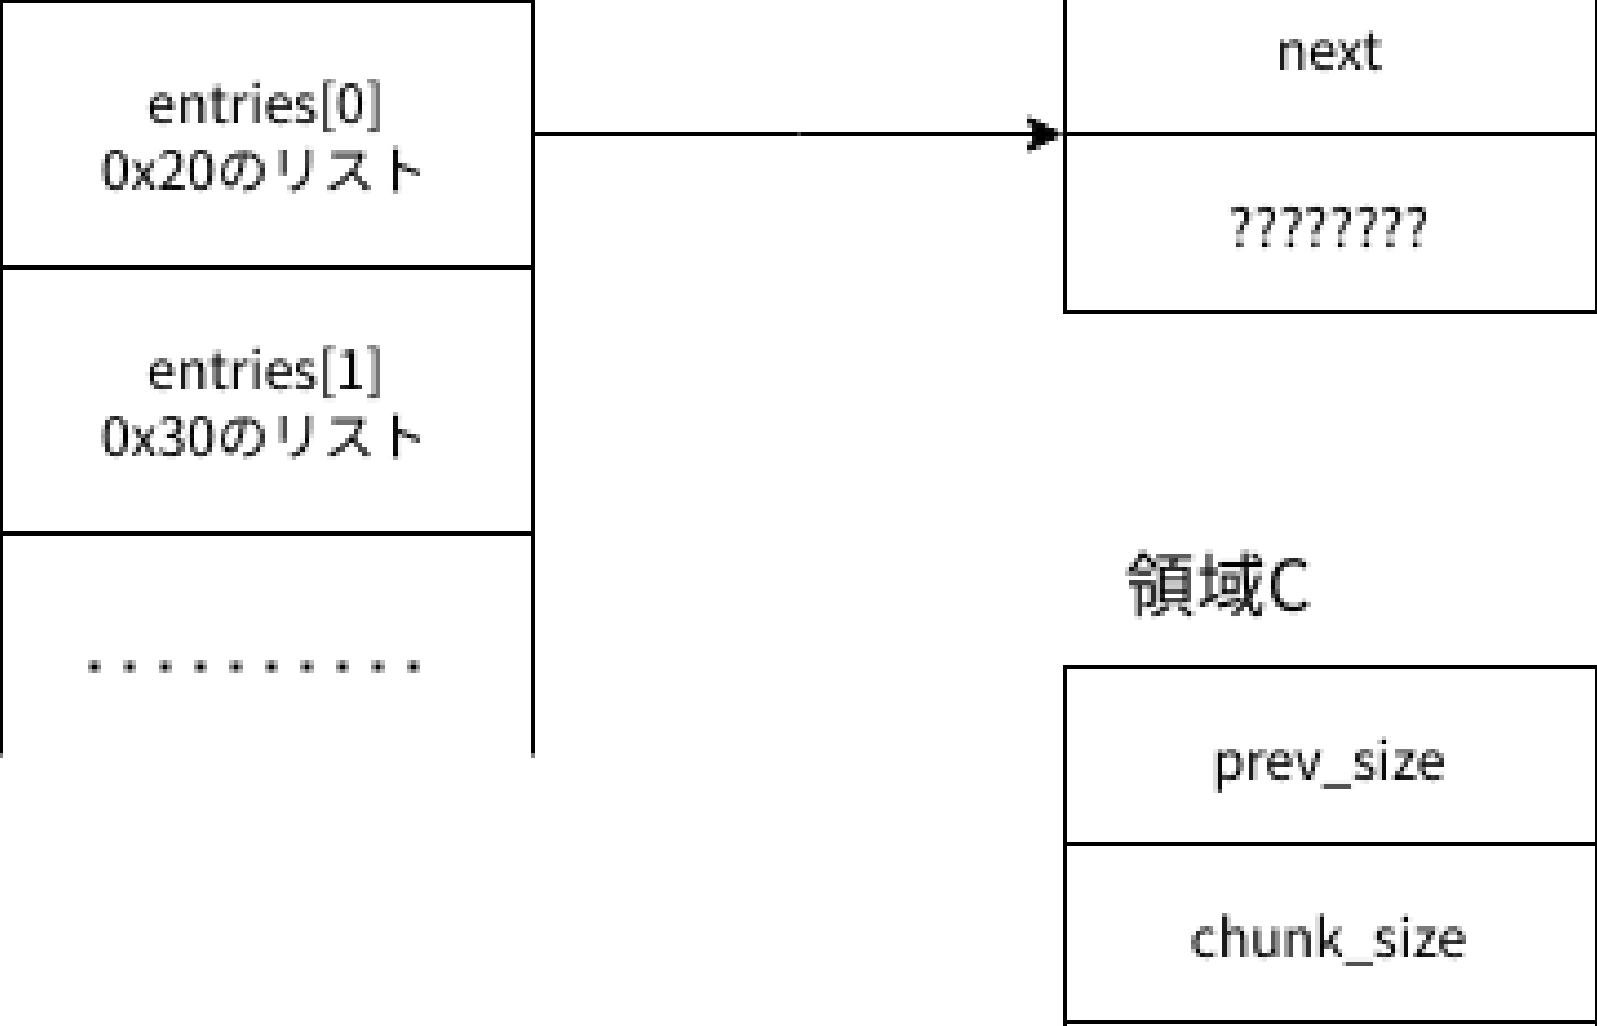 entries[0]
0x20のリスト
next
????????
entries[1]
0x30のリスト
..........
領域C
prev_size
chunk_size